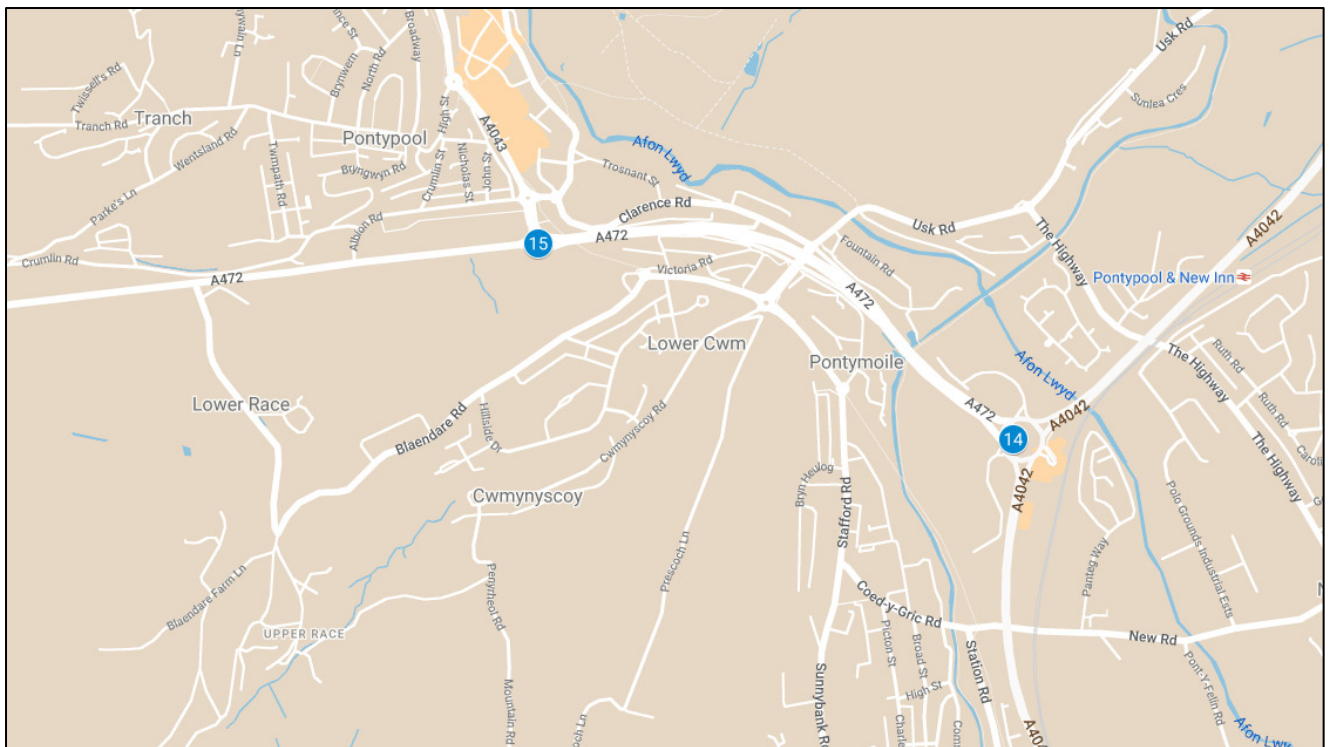 Usk Rd
Broadway
North Rd
Brynwern
Twissell's Rd
Sunlea Cres
Tranch
Tranch Rd
High St
A4043
Pontypool
Afon Lwyd
Wentsland Rd
Twmpath Rd
Bryngwyn Rd
Crumlin St
Nicholas St
John St
Trosnant St
Parke's Ln
Clarence Rd
Albion Rd
Usk Rd
The Highway
A4042
15
A472
Fountain Rd
Crumlin Rd
A472
Victoria Rd
A472
Pontypool & New Inn
Lower Cwm
Pontymoile
The Highway
Ruth Rd
Afon Lwyd
Lower Race
Blaendare Rd
Hillside Dr
Cwmynyscoy Rd
A472
14
A4042
Ruth Rd
The Highway
Cwmynyscoy
Bryn Heulog
Stafford Rd
A4042
Polo Grounds Industrial Ests
Prescoch Ln
Panteg Way
Blaendare Farm Ln
Penyrheol Rd
Coed-y-Gric Rd
UPPER RACE
New Rd
Picton St
Broad St
Station Rd
Pont-Y-Felin Rd
Mountain Rd
Sunnybank Rd
High St
Afon Lwyd